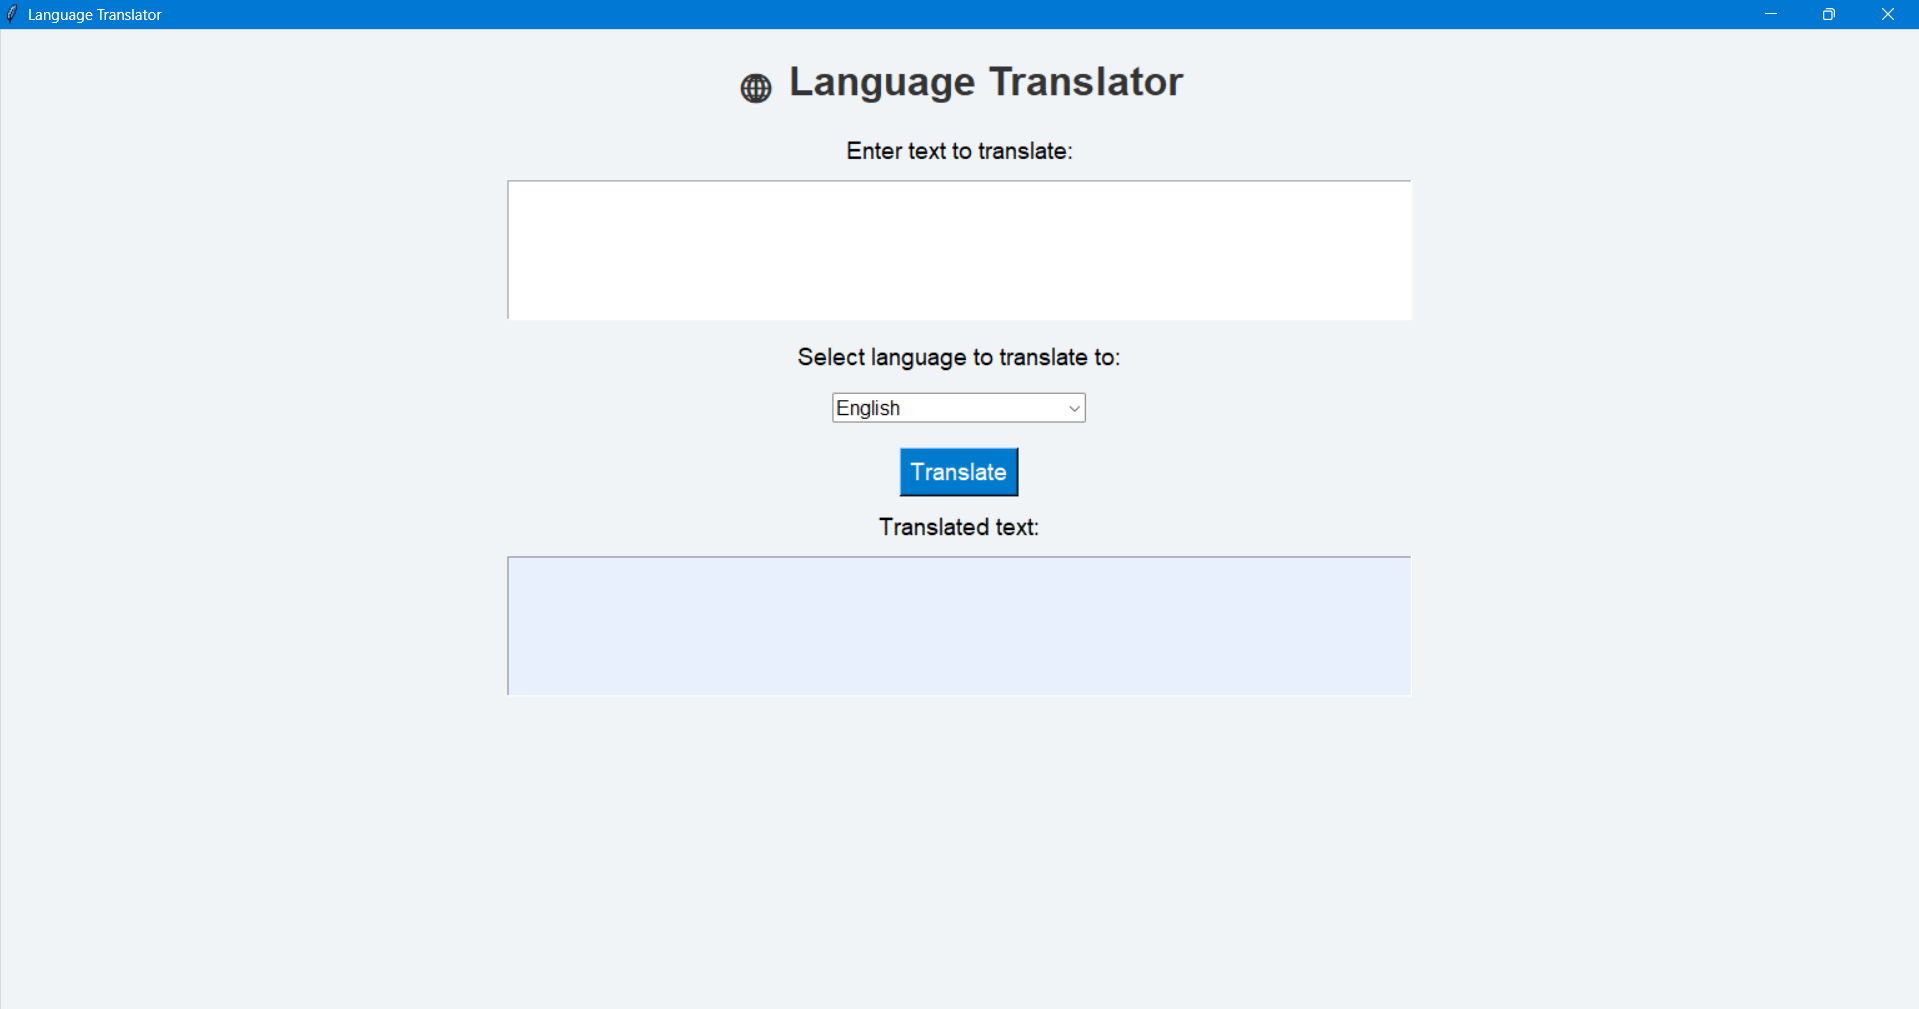 Language Translator
🌐 Language Translator
Enter text to translate:
Select language to translate to:
English
Translate
Translated text: